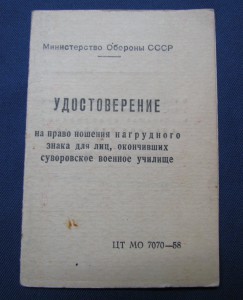 Министерство Обороны СССР
УДОСТОВЕРЕНИЕ
на право ношения нагрудного
знака для лиц, окончивших
суворовское военное училище
ЦТ МО 7070—58